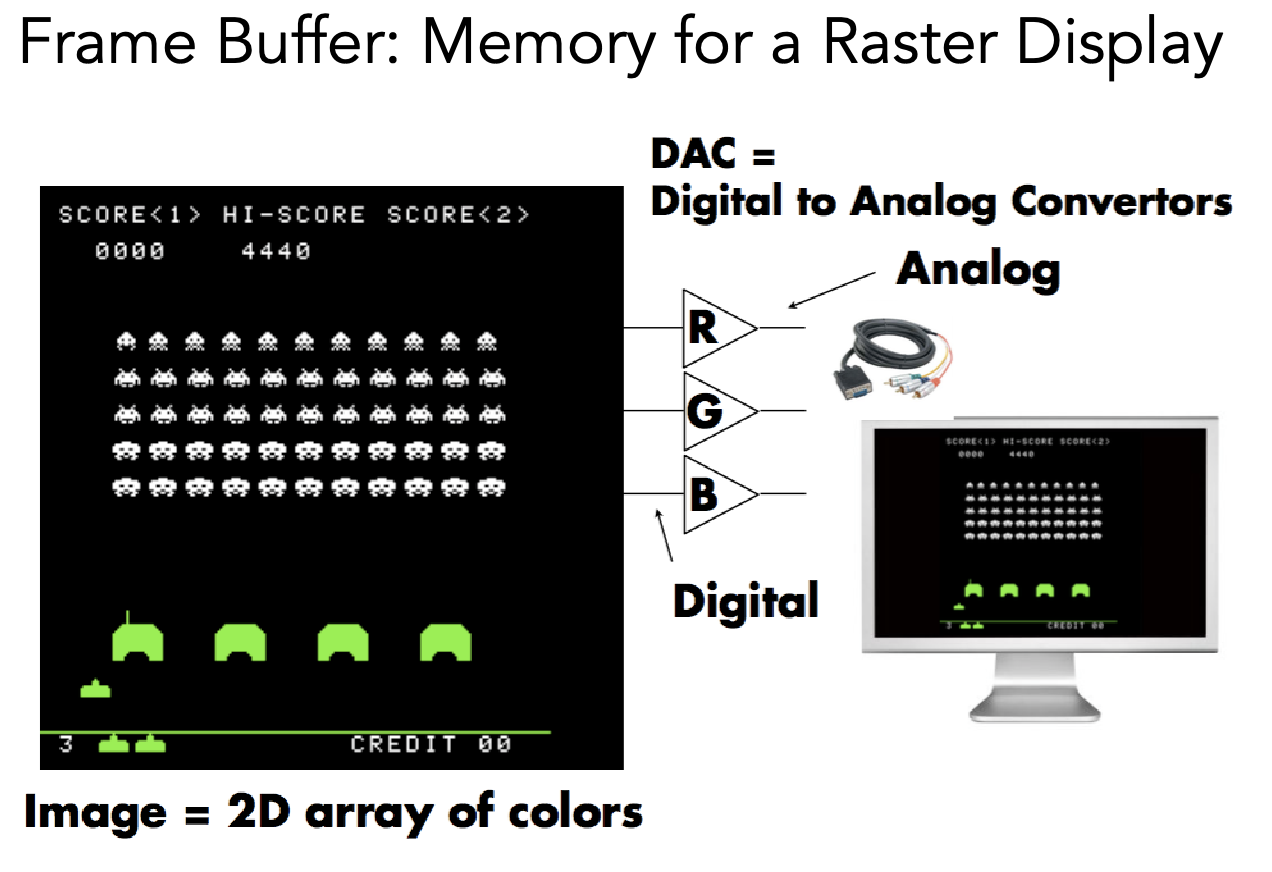 Frame Buffer: Memory for a Raster Display
DAC =
Digital to Analog Convertors
SCORE<1> HI-SCORE SCORE<2>
0000 4440
Analog
R
G
B
Digital
3 CREDIT 00
Image = 2D array of colors
SCORE<1> HI-SCORE SCORE<2>
0000 4440
3 CREDIT 00